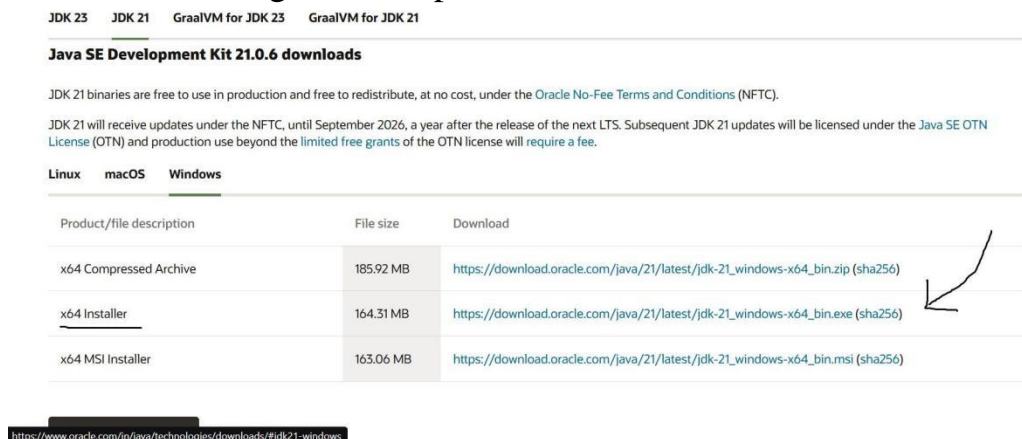 JDK 23 JDK 21 GraalVM for JDK 23 GraalVM for JDK 21
Java SE Development Kit 21.0.6 downloads
JDK 21 binaries are free to use in production and free to redistribute, at no cost, under the Oracle No-Fee Terms and Conditions (NFTC).
JDK 21 will receive updates under the NFTC, until September 2026, a year after the release of the next LTS. Subsequent JDK 21 updates will be licensed under the Java SE OTN
License (OTN) and production use beyond the limited free grants of the OTN license will require a fee.
Linux macOS Windows
Product/file description File size Download
x64 Compressed Archive 185.92 MB https://download.oracle.com/java/21/latest/jdk-21_windows-x64_bin.zip (sha256)
x64 Installer 164.31 MB https://download.oracle.com/java/21/latest/jdk-21_windows-x64_bin.exe (sha256)
x64 MSI Installer 163.06 MB https://download.oracle.com/java/21/latest/jdk-21_windows-x64_bin.msi (sha256)
https://www.oracle.com/in/java/technologies/downloads/#jdk21-windows